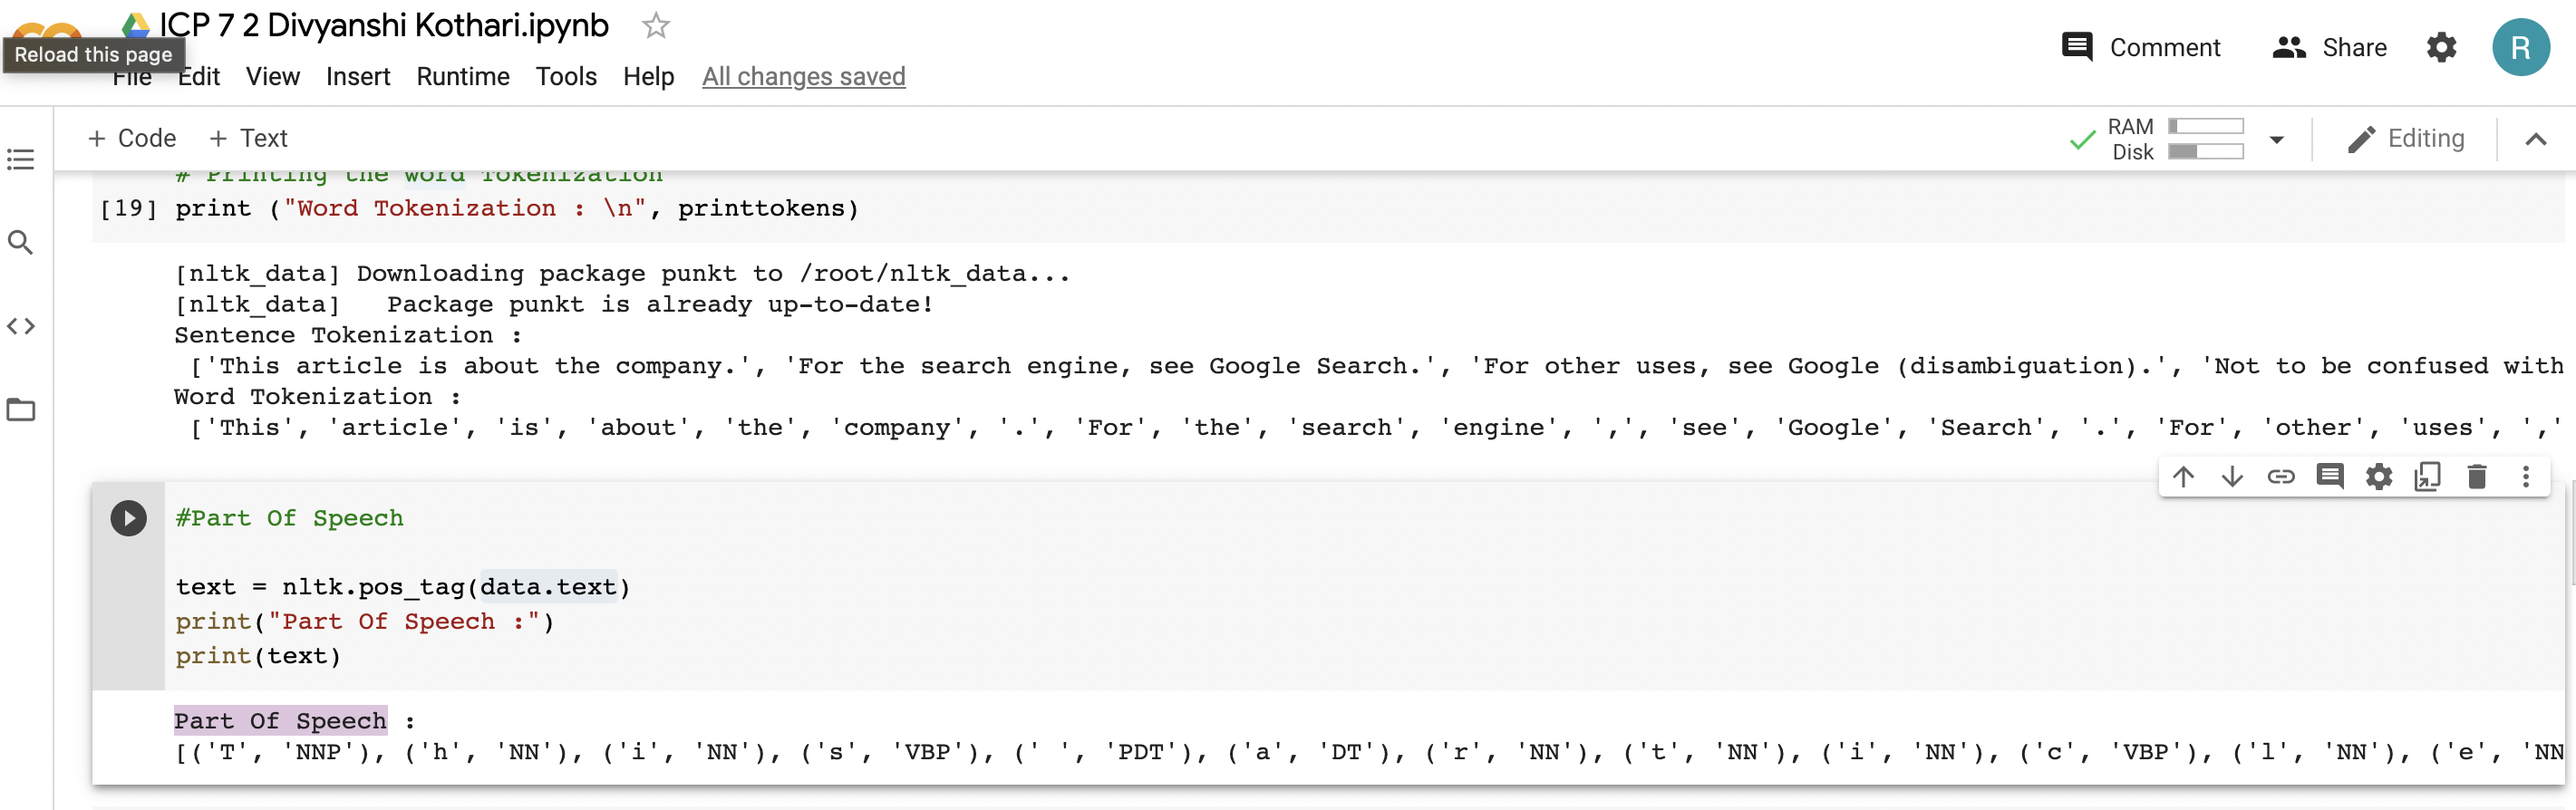 ICP 7 2 Divyanshi Kothari.ipynb
Reload this page
File Edit View Insert Runtime Tools Help All changes saved
Comment Share R
+ Code + Text
RAM
Disk
Editing
# Printing the word Tokenization
[19] print ("Word Tokenization : \n", printtokens)
[nltk_data] Downloading package punkt to /root/nltk_data...
[nltk_data]   Package punkt is already up-to-date!
Sentence Tokenization :
['This article is about the company.', 'For the search engine, see Google Search.', 'For other uses, see Google (disambiguation).', 'Not to be confused with
Word Tokenization :
['This', 'article', 'is', 'about', 'the', 'company', '.', 'For', 'the', 'search', 'engine', ',', 'see', 'Google', 'Search', '.', 'For', 'other', 'uses', ','
#Part Of Speech
text = nltk.pos_tag(data.text)
print("Part Of Speech :")
print(text)
Part Of Speech :
[('T', 'NNP'), ('h', 'NN'), ('i', 'NN'), ('s', 'VBP'), (' ', 'PDT'), ('a', 'DT'), ('r', 'NN'), ('t', 'NN'), ('i', 'NN'), ('c', 'VBP'), ('l', 'NN'), ('e', 'NN